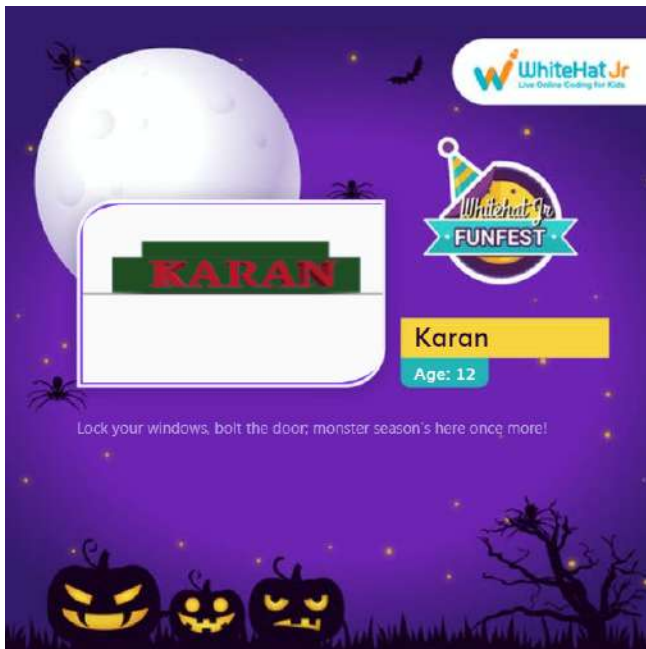 WhiteHat Jr
Live Online Coding for Kids
Whitehat Jr
FUNFEST
KARAN
Karan
Age: 12
Lock your windows, bolt the door; monster season's here once more!